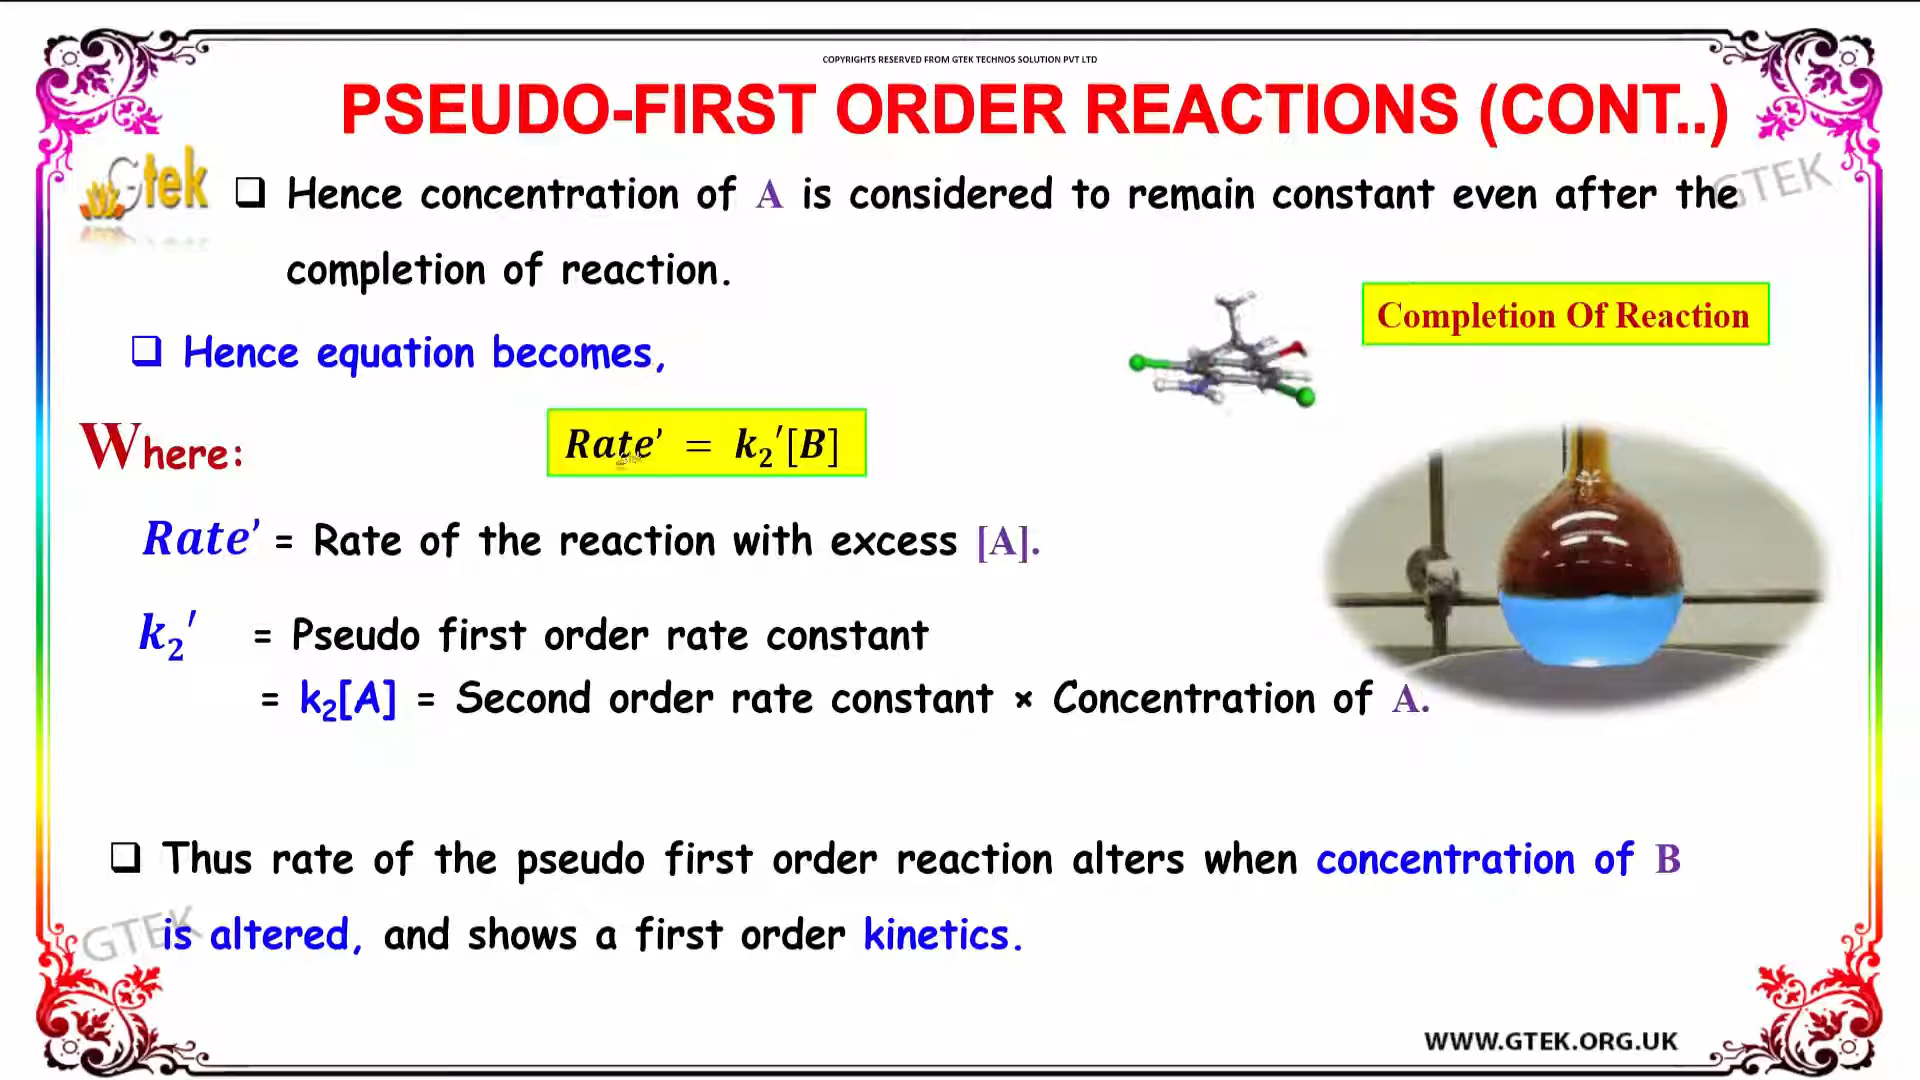 COPYRIGHTS RESERVED FROM GTEK TECHNOS SOLUTION PVT LTD
PSEUDO-FIRST ORDER REACTIONS (CONT..)
Gtek
GTEK
❑ Hence concentration of A is considered to remain constant even after the
completion of reaction.
Completion Of Reaction
❑ Hence equation becomes,
Where:
Rate’ = k₂′[B]
Rate’ = Rate of the reaction with excess [A].
k₂′ = Pseudo first order rate constant
= k₂[A] = Second order rate constant × Concentration of A.
❑ Thus rate of the pseudo first order reaction alters when concentration of B
is altered, and shows a first order kinetics.
GTEK
WWW.GTEK.ORG.UK